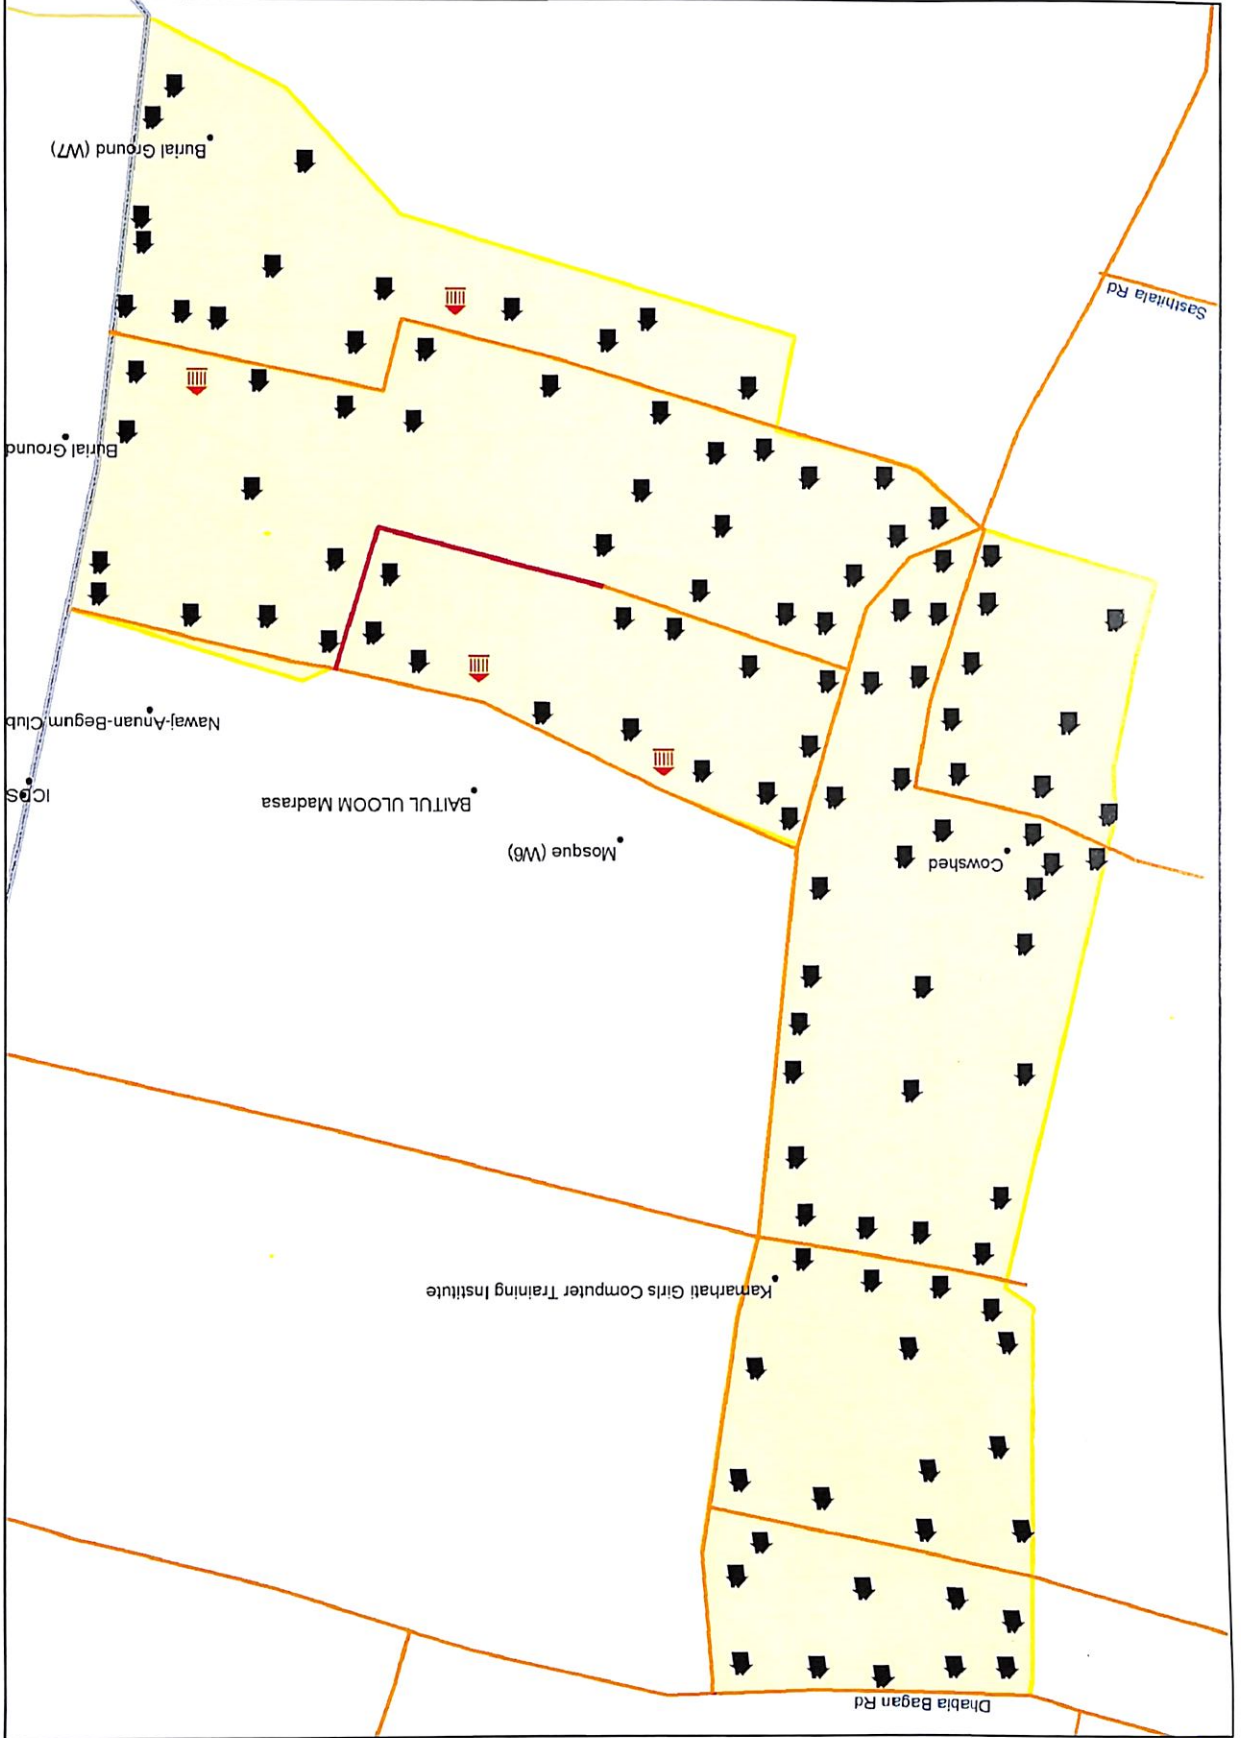 Dhabia Bagan Rd
Kamarhati Girls Computer Training Institute
Cowshed
Mosque (W6)
BAITUL ULOOM Madrasa
ICDS
Nawaj-Anuan-Begum Club
Burial Ground
Sasthitala Rd
Burial Ground (W7)